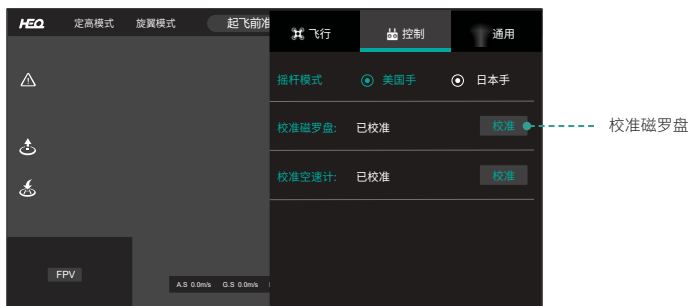 HEQ 定高模式 旋翼模式 起飞前准
飞行 控制 通用
摇杆模式 美国手 日本手
校准磁罗盘: 已校准 校准 校准磁罗盘
校准空速计: 已校准 校准
FPV
A.S 0.0m/s G.S 0.0m/s